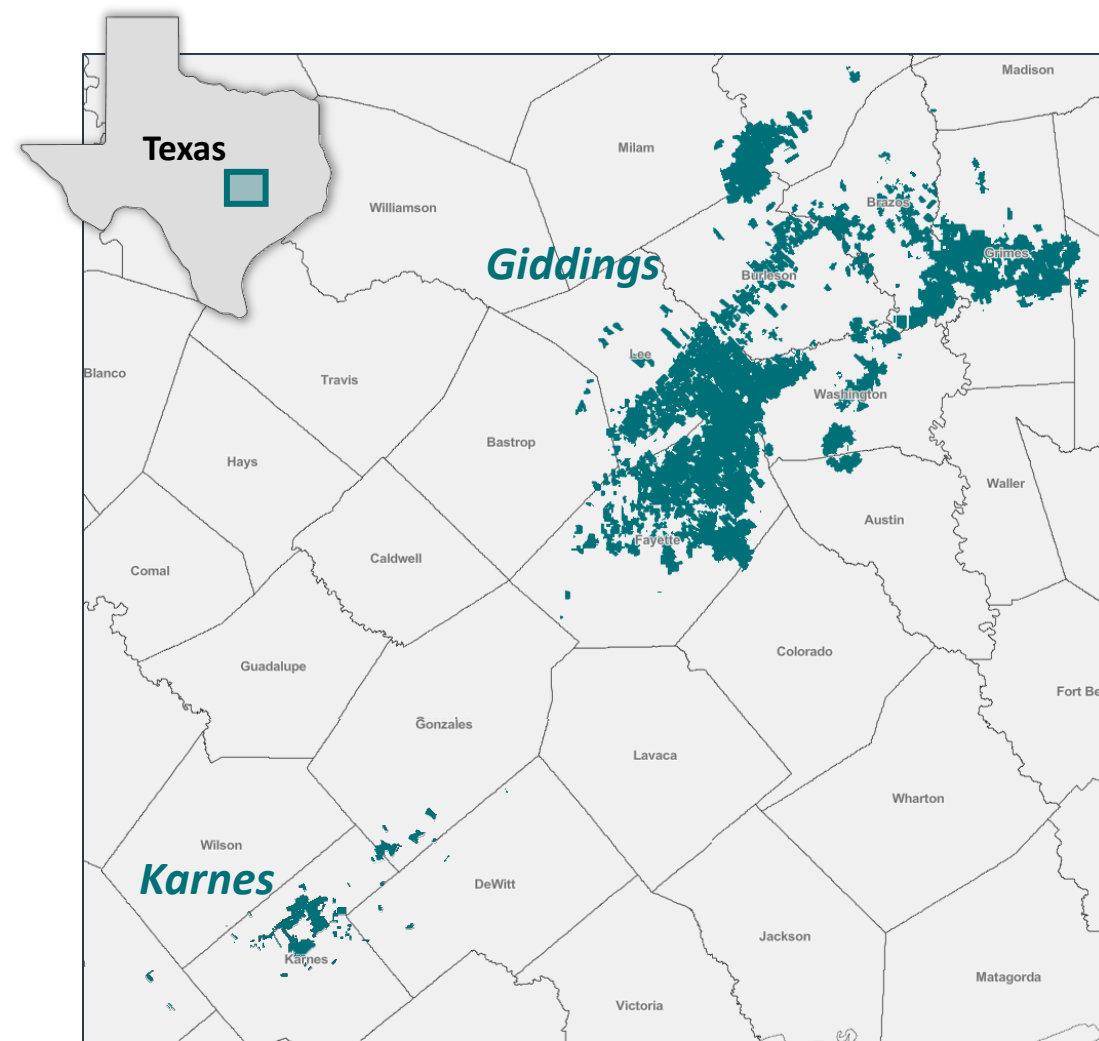 Madison
Texas
Milam
Williamson
Brazos
Giddings
Grimes
Burleson
Lee
Blanco
Travis
Washington
Bastrop
Hays
Waller
Austin
Fayette
Caldwell
Comal
Colorado
Guadalupe
Fort Be
Gonzales
Lavaca
Wharton
Wilson
Karnes
DeWitt
Jackson
Karnes
Matagorda
Victoria